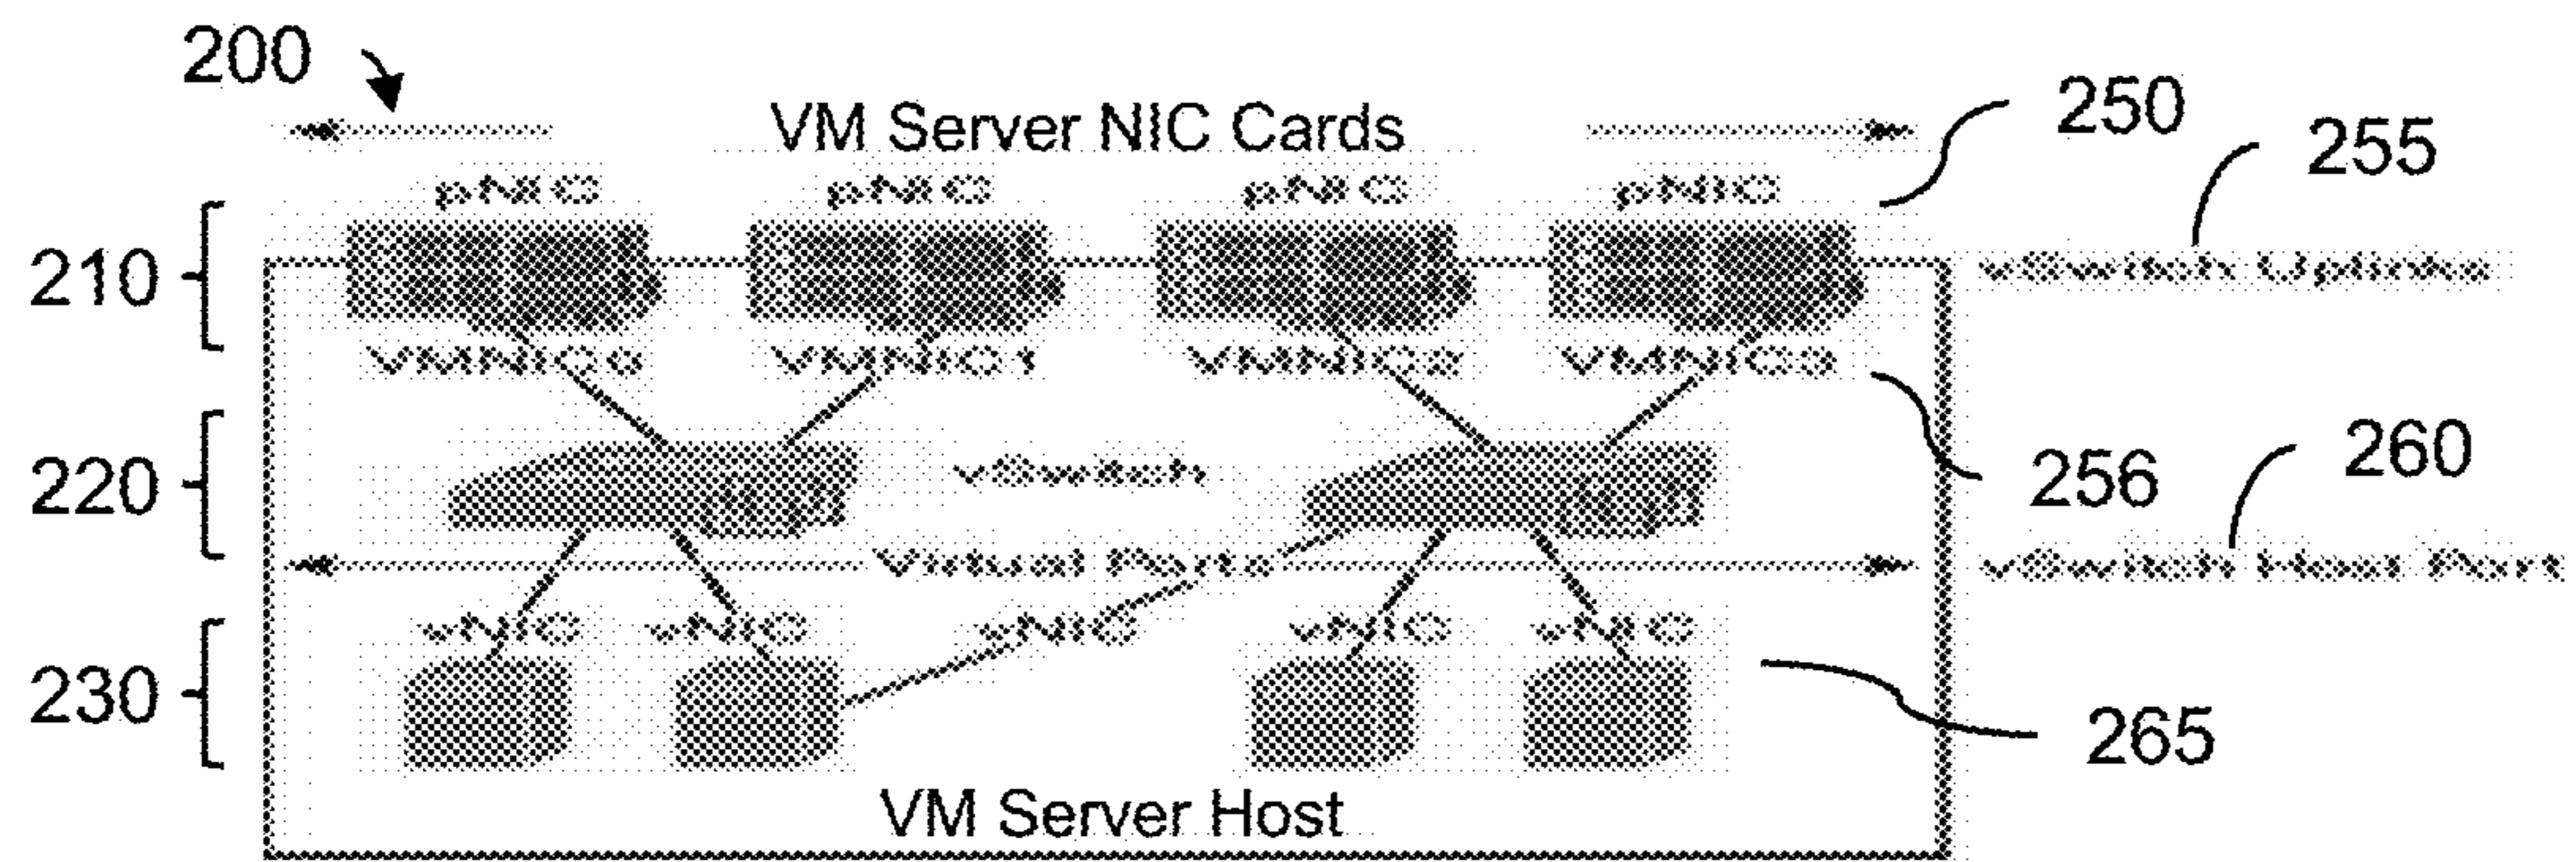 200
VM Server NIC Cards
250
255
pNIC pNIC pNIC pNIC
210
vSwitch Uplinks
VMNIC0 VMNIC1 VMNIC2 VMNIC3
220
vSwitch
256
260
Virtual Ports
vSwitch Host Port
vNIC vNIC vNIC vNIC vNIC
230
265
VM Server Host